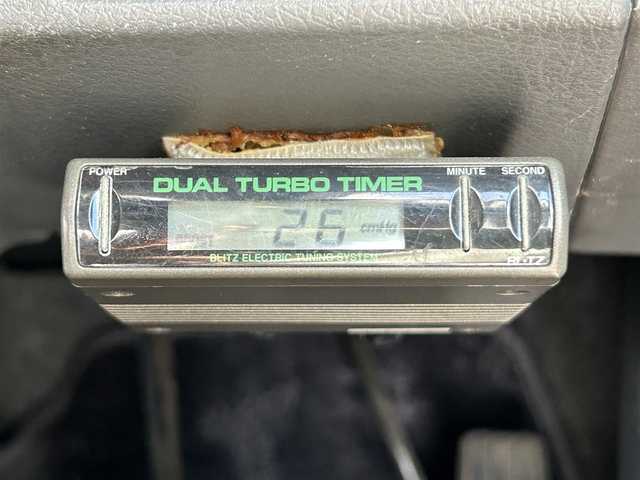 POWER
DUAL TURBO TIMER
MINUTE SECOND
26 cmHg
BLITZ ELECTRIC TUNING SYSTEM
BLITZ